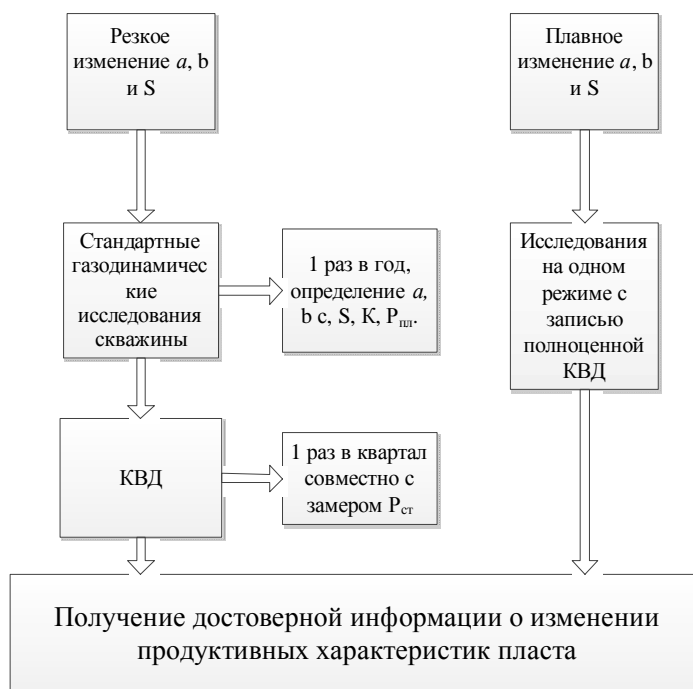 Резкое
изменение a, b
и S
Плавное
изменение a, b
и S
Стандартные
газодинамичес
кие
исследования
скважины
1 раз в год,
определение a,
b с, S, K, Pпл.
Исследования
на одном
режиме с
записью
полноценной
КВД
КВД
1 раз в квартал
совместно с
замером Рст
Получение достоверной информации о изменении
продуктивных характеристик пласта